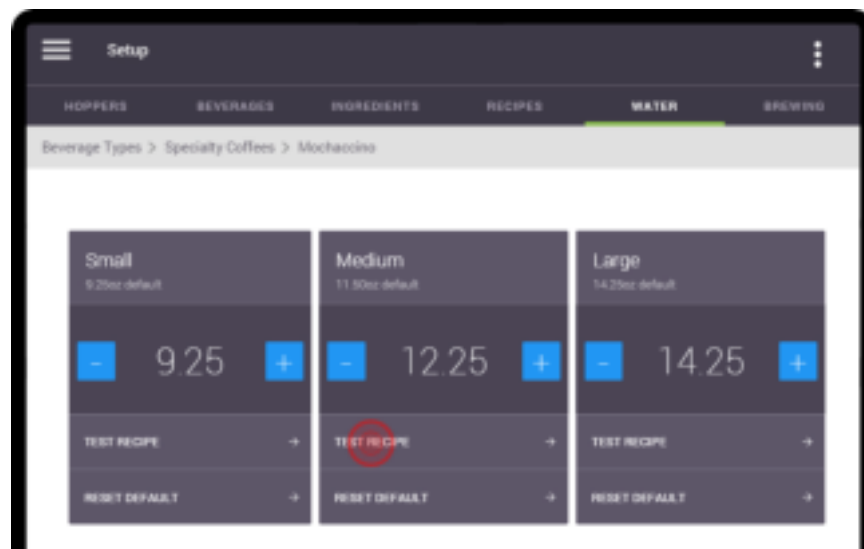 Setup
HOPPERS BEVERAGES INGREDIENTS RECIPES WATER BREWING
Beverage Types > Specialty Coffees > Mochaccino
Small Medium Large
9.25oz default 11.50oz default 14.25oz default
- 9.25 + - 12.25 + - 14.25 +
TEST RECIPE → TEST RECIPE → TEST RECIPE →
RESET DEFAULT → RESET DEFAULT → RESET DEFAULT →